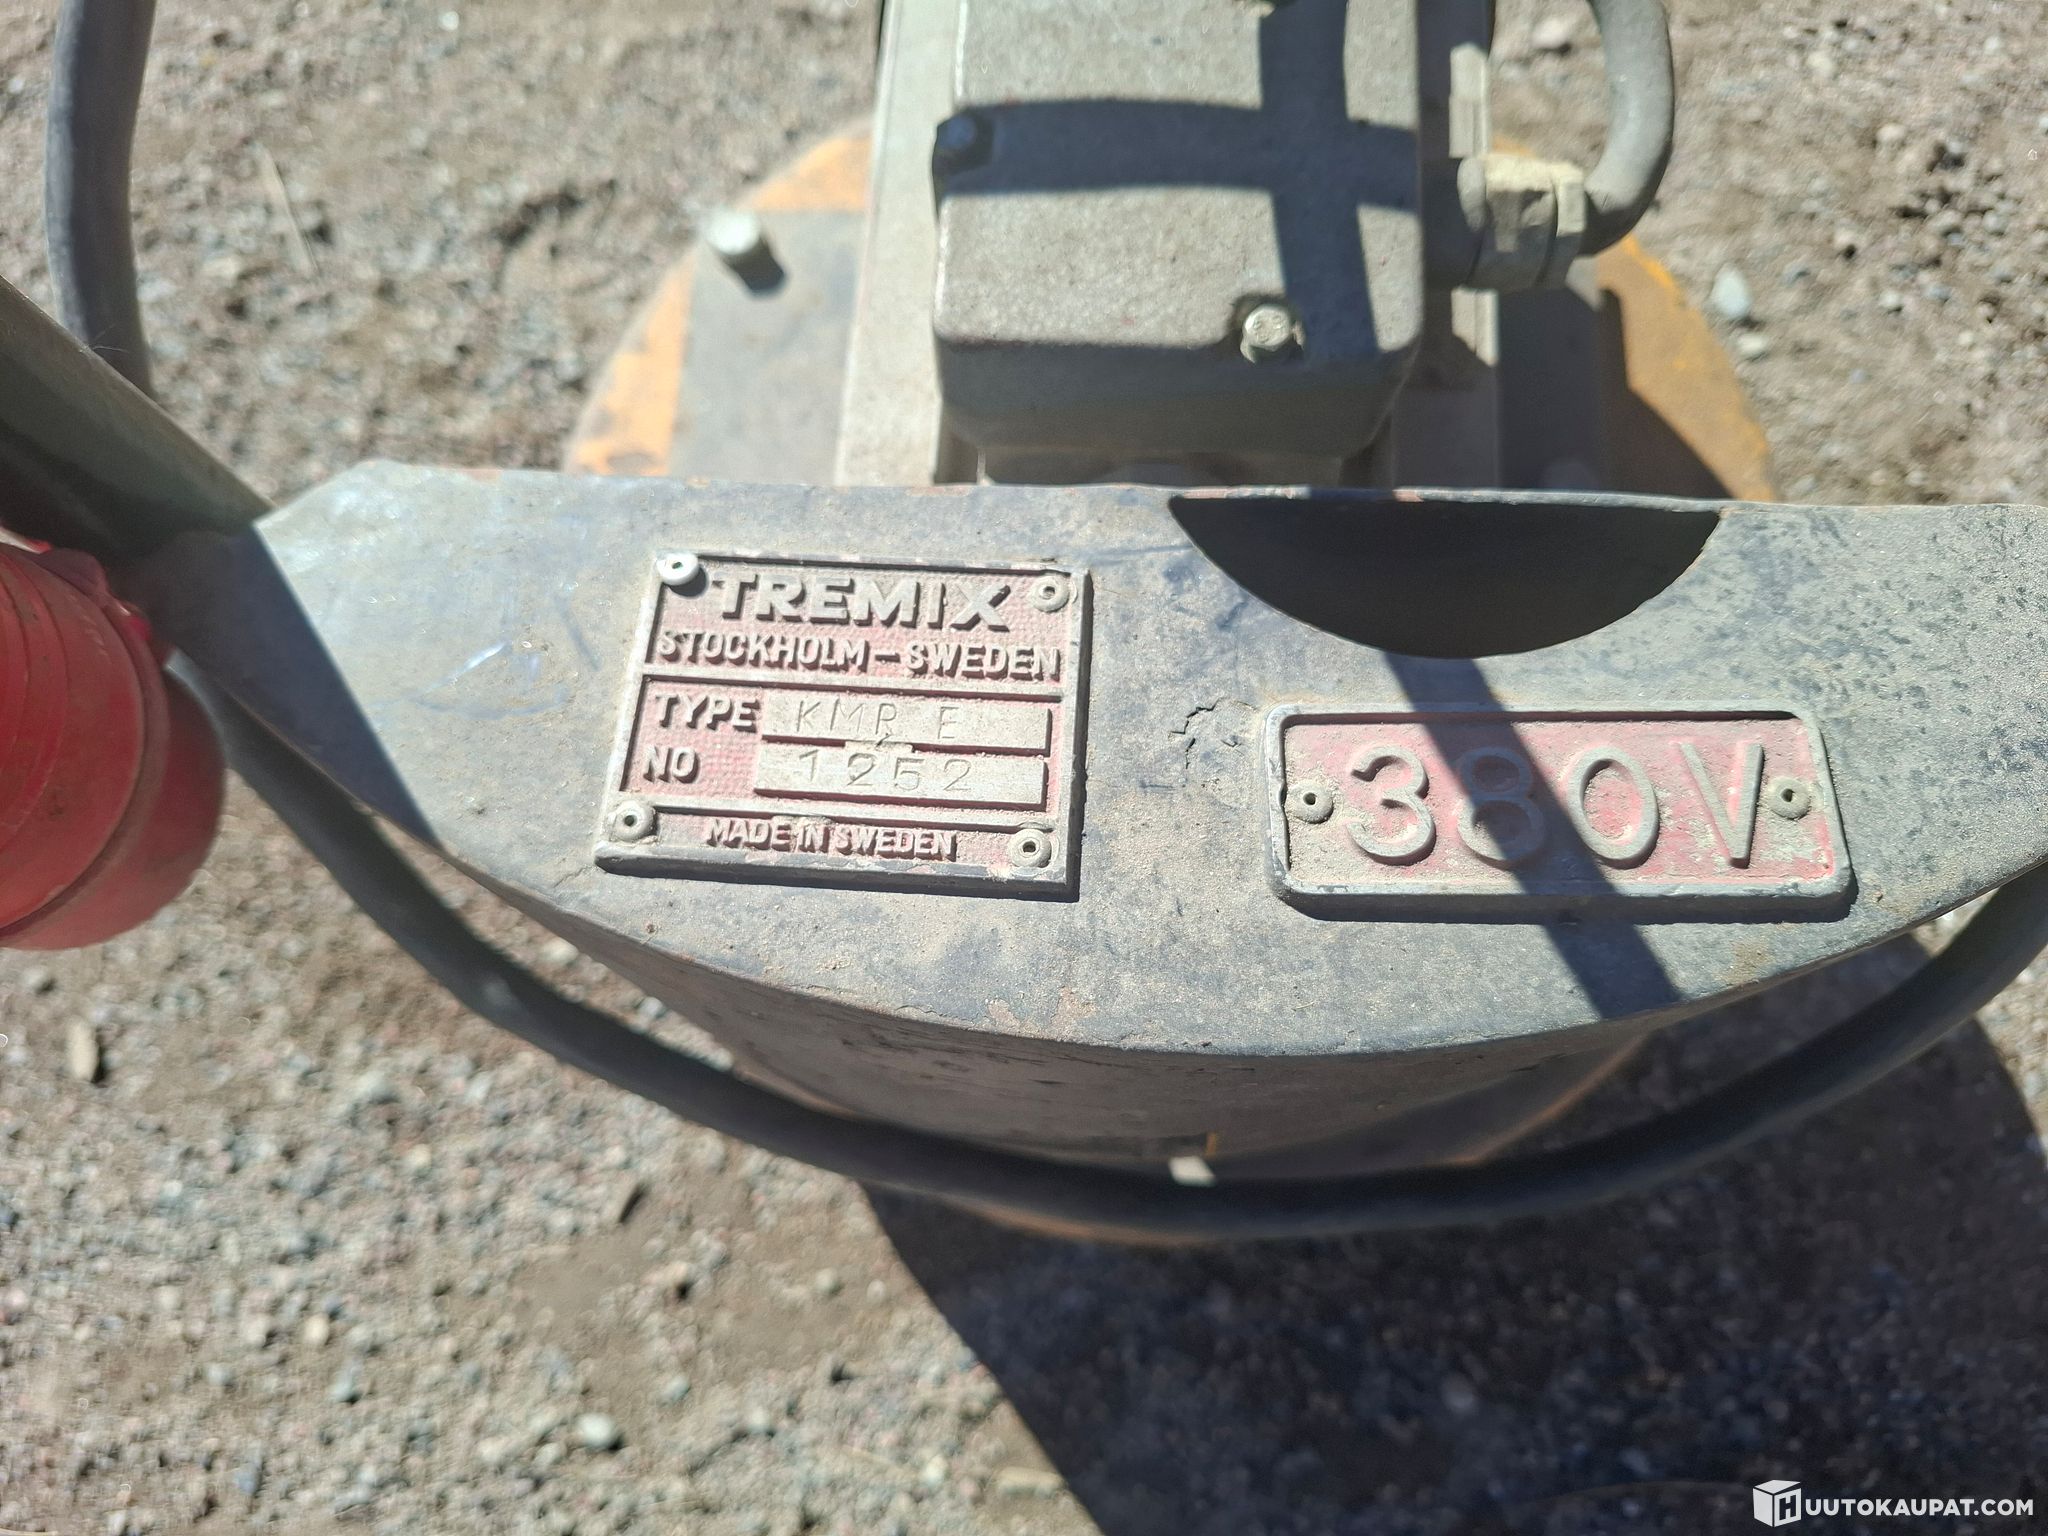 TREMIX
STOCKHOLM – SWEDEN
TYPE KMR E
NO 1252
MADE IN SWEDEN
380V
HUUTOKAUPAT.COM